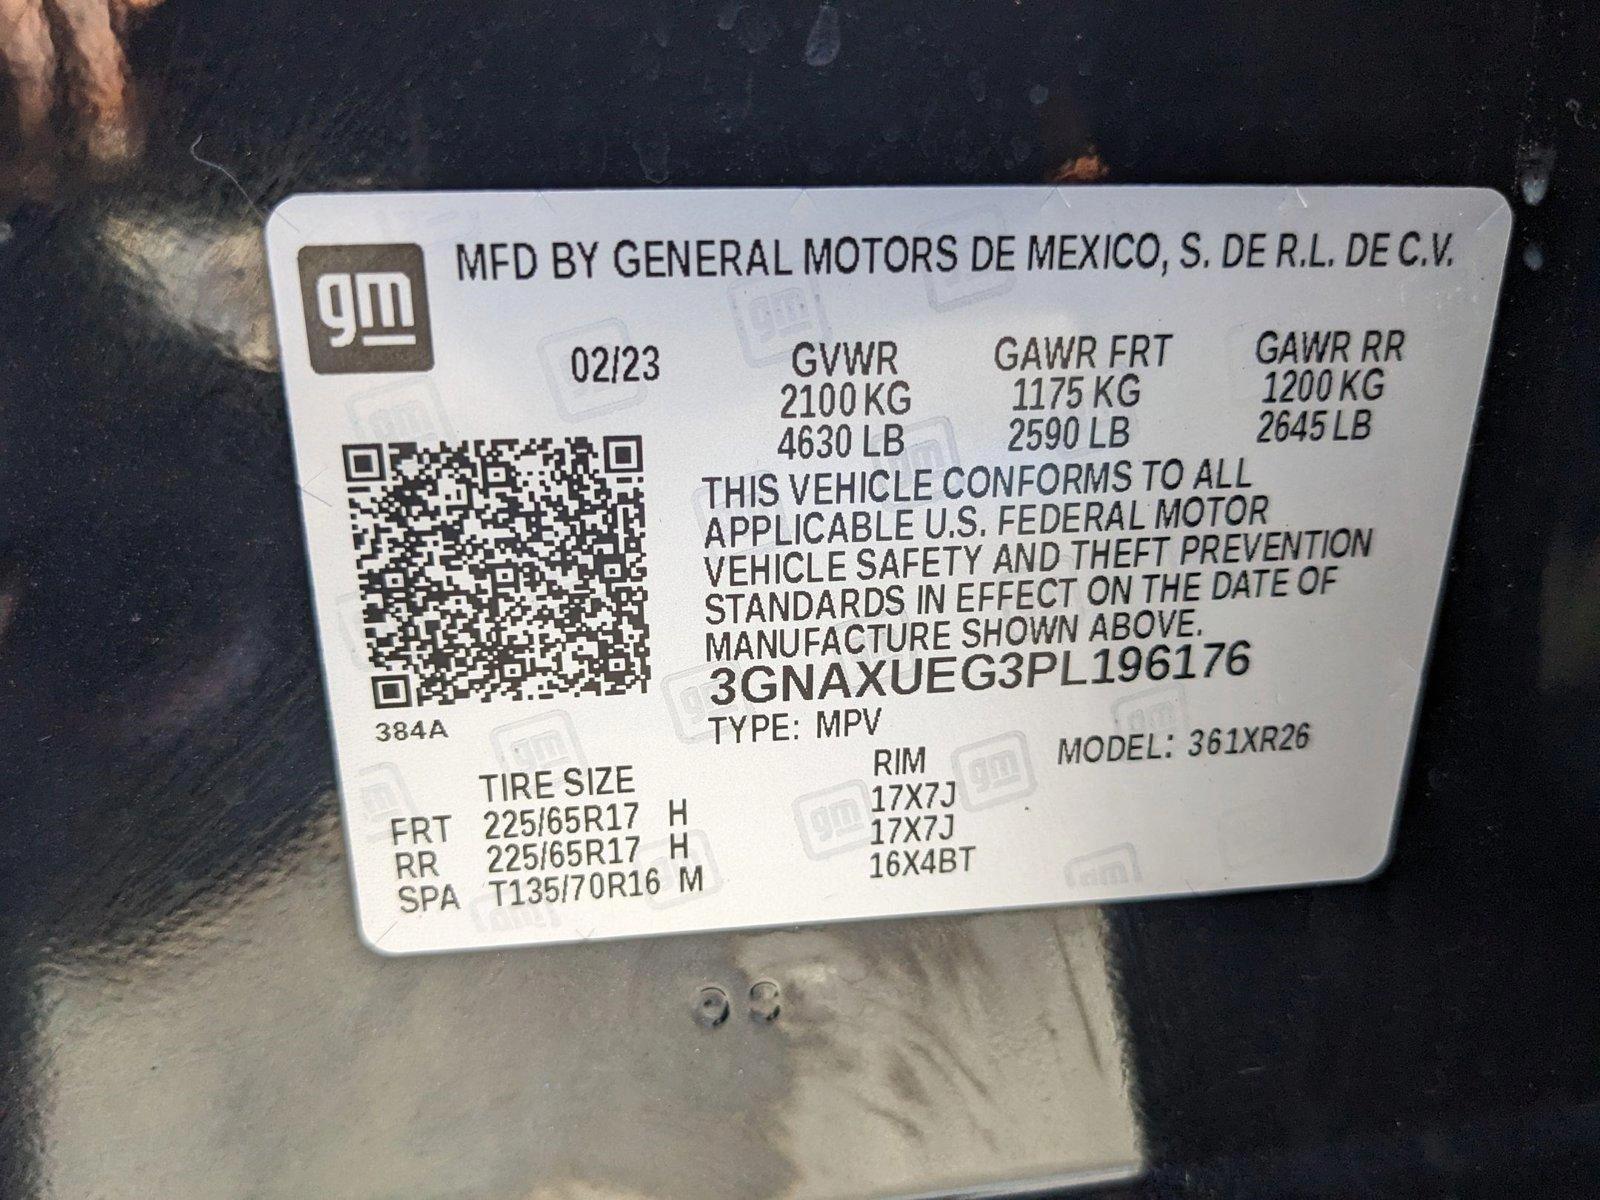 gm
MFD BY GENERAL MOTORS DE MEXICO, S. DE R.L. DE C.V.
02/23 GVWR GAWR FRT GAWR RR
2100 KG 1175 KG 1200 KG
4630 LB 2590 LB 2645 LB
THIS VEHICLE CONFORMS TO ALL
APPLICABLE U.S. FEDERAL MOTOR
VEHICLE SAFETY AND THEFT PREVENTION
STANDARDS IN EFFECT ON THE DATE OF
MANUFACTURE SHOWN ABOVE.
3GNAXUEG3PL196176
384A
TYPE: MPV MODEL: 361XR26
TIRE SIZE RIM
FRT 225/65R17 H 17X7J
RR 225/65R17 H 17X7J
SPA T135/70R16 M 16X4BT